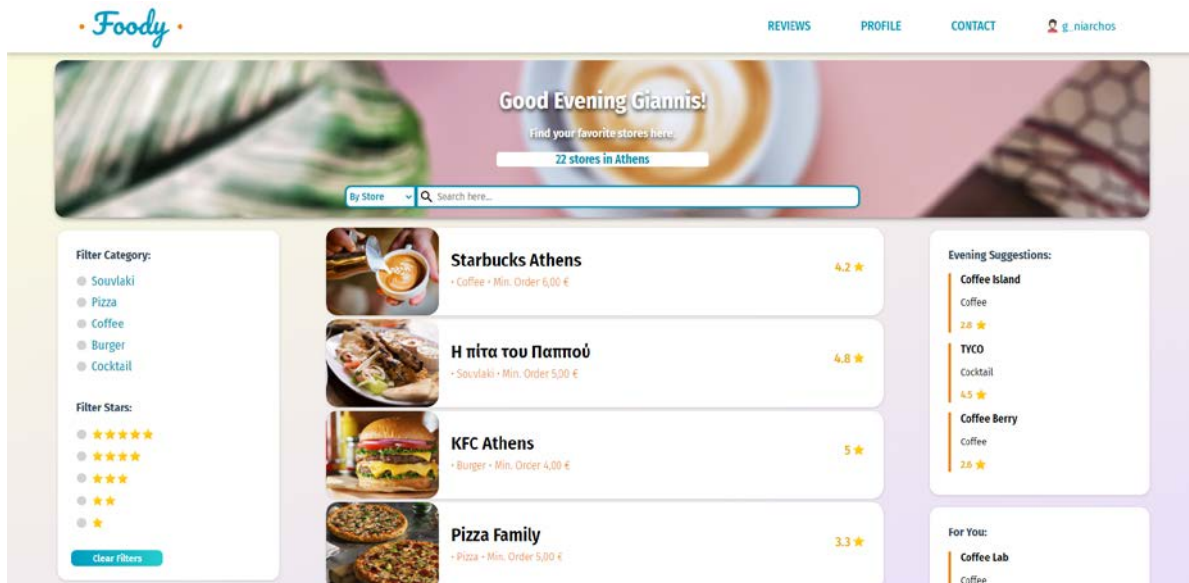 · Foody ·
REVIEWS PROFILE CONTACT g_niarchos
Good Evening Giannis!
Find your favorite stores here.
22 stores in Athens
By Store Search here...
Filter Category:
Souvlaki
Pizza
Coffee
Burger
Cocktail
Filter Stars:
Clear Filters
Starbucks Athens
• Coffee • Min. Order 6,00 €
4.2
Η πίτα του Παππού
• Souvlaki • Min. Order 5,00 €
4.8
KFC Athens
• Burger • Min. Order 4,00 €
5
Pizza Family
• Pizza • Min. Order 5,00 €
3.3
Evening Suggestions:
Coffee Island
Coffee
2.8
TYCO
Cocktail
4.5
Coffee Berry
Coffee
2.6
For You:
Coffee Lab
Coffee